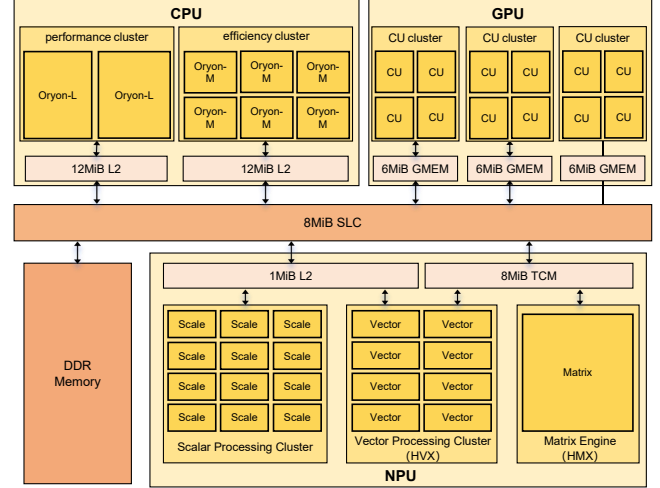 CPU
GPU
performance cluster
efficiency cluster
CU cluster
CU cluster
CU cluster
Oryon-L
Oryon-L
Oryon-
M
Oryon-
M
Oryon-
M
Oryon-
M
Oryon-
M
Oryon-
M
CU CU
CU CU
CU CU
CU CU
CU CU
CU CU
12MiB L2
12MiB L2
6MiB GMEM
6MiB GMEM
6MiB GMEM
8MiB SLC
DDR
Memory
1MiB L2
8MiB TCM
Scale Scale Scale
Scale Scale Scale
Scale Scale Scale
Scale Scale Scale
Scalar Processing Cluster
Vector Vector
Vector Vector
Vector Vector
Vector Vector
Vector Processing Cluster
(HVX)
Matrix
Matrix Engine
(HMX)
NPU